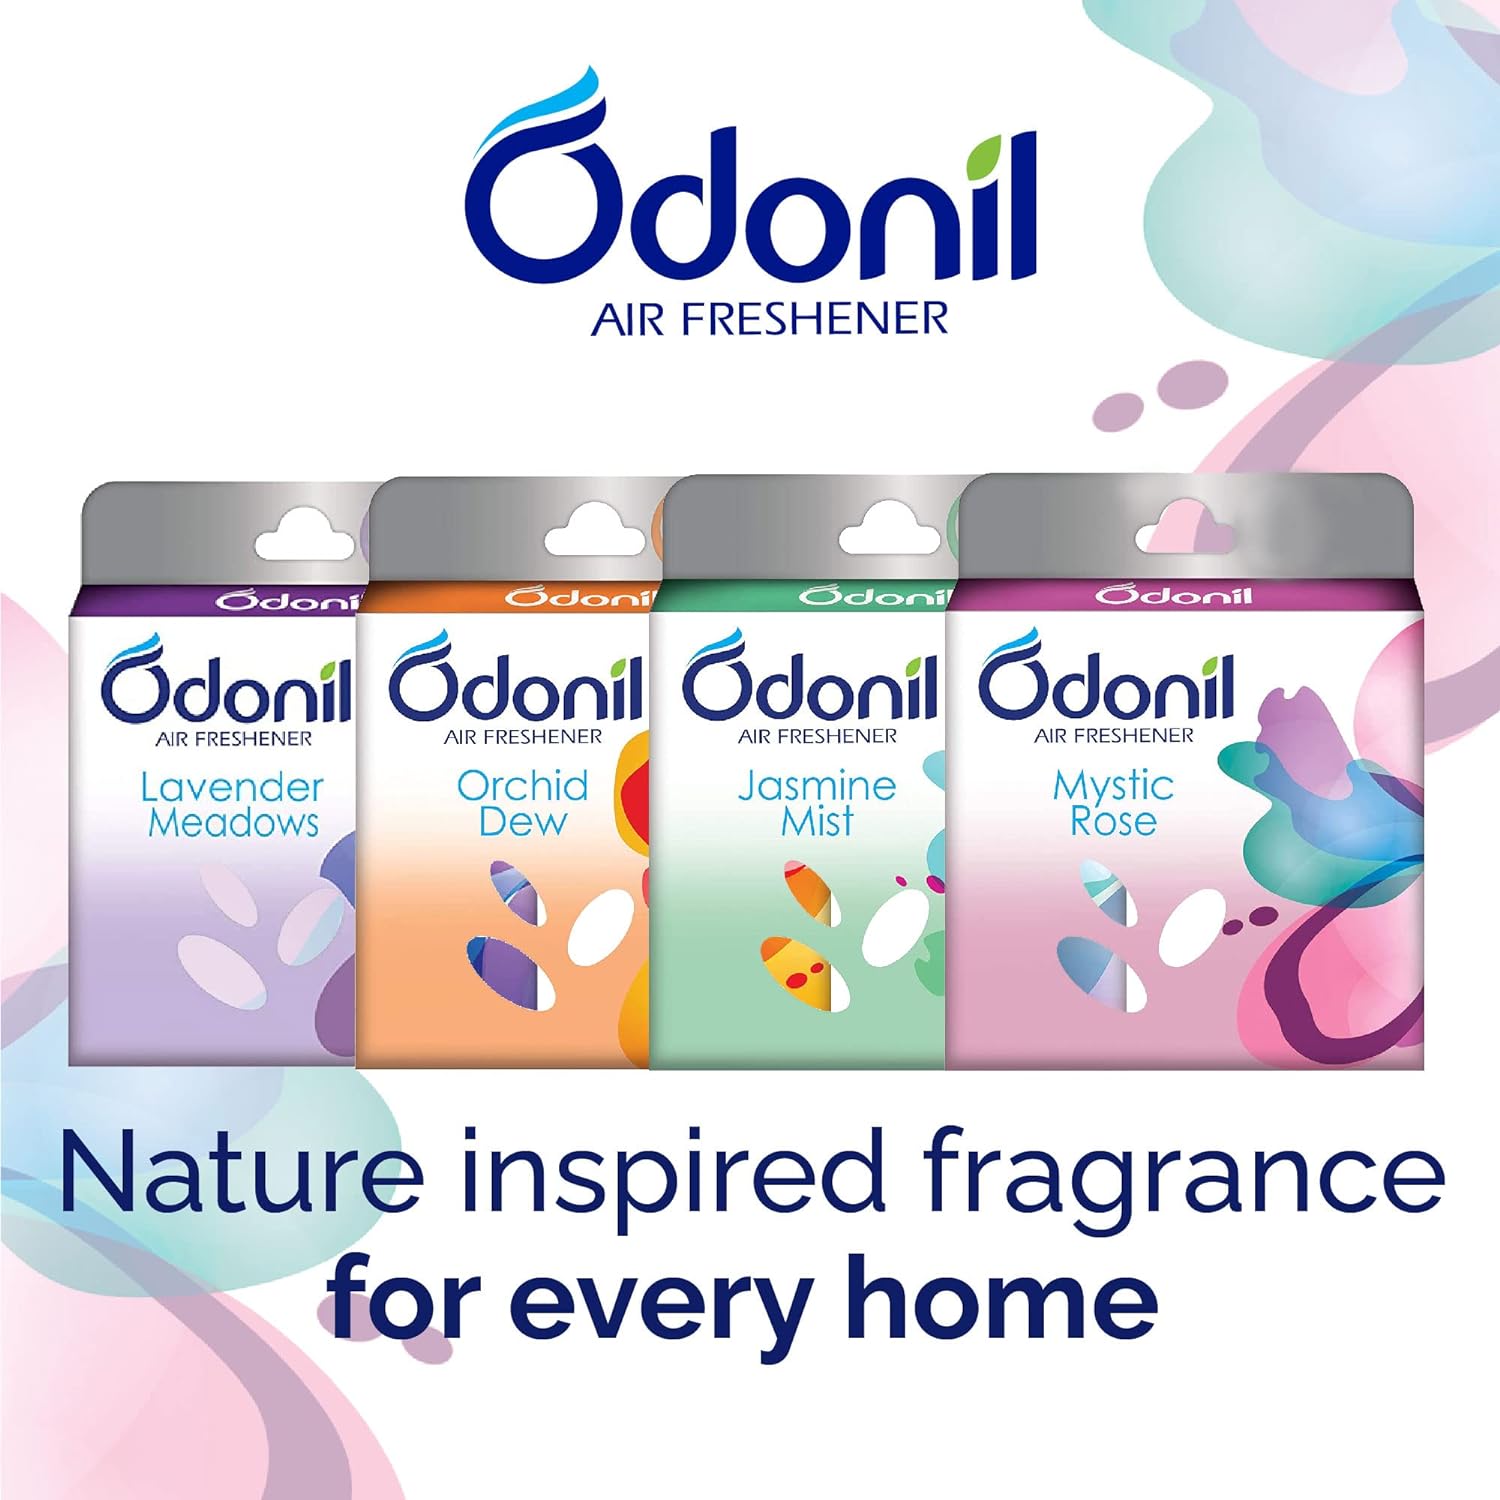 Odonil
AIR FRESHENER
Odonil
Odonil
Odonil
Odonil
Odonil
AIR FRESHENER
Lavender
Meadows
Odonil
AIR FRESHENER
Orchid
Dew
Odonil
AIR FRESHENER
Jasmine
Mist
Odonil
AIR FRESHENER
Mystic
Rose
Nature inspired fragrance
for every home